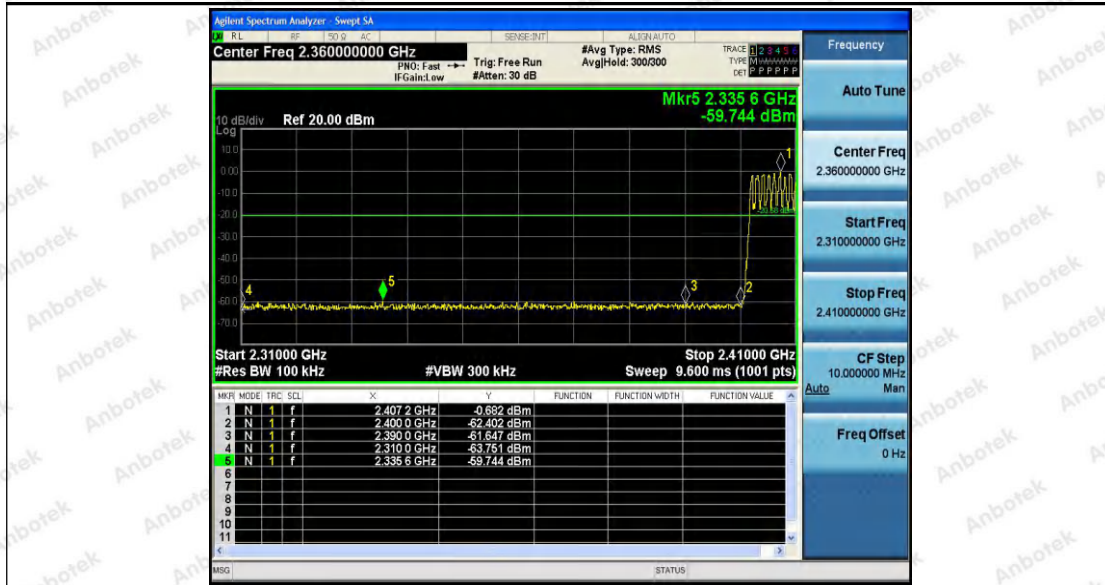 Agilent Spectrum Analyzer - Swept SA
RL RF 50 Ω AC SENSE:INT ALIGN AUTO
Center Freq 2.360000000 GHz
PNO: Fast
IFGain:Low
Trig: Free Run
#Atten: 30 dB
#Avg Type: RMS
Avg|Hold: 300/300
TRACE 1 2 3 4 5 6
TYPE M
DET P P P P P P
Mkr5 2.335 6 GHz
-59.744 dBm
10 dB/div Ref 20.00 dBm
Log
10.0
0.00
-10.0
-20.0
-30.0
-40.0
-50.0
-60.0
-70.0
1
2
3
4
5
Start 2.31000 GHz Stop 2.41000 GHz
#Res BW 100 kHz #VBW 300 kHz Sweep 9.600 ms (1001 pts)
MKR MODE TRC SCL X Y FUNCTION FUNCTION WIDTH FUNCTION VALUE
1 N 1 f 2.407 2 GHz -0.682 dBm
2 N 1 f 2.400 0 GHz -62.402 dBm
3 N 1 f 2.390 0 GHz -61.647 dBm
4 N 1 f 2.310 0 GHz -63.751 dBm
5 N 1 f 2.335 6 GHz -59.744 dBm
6
7
8
9
10
11
MSG STATUS
Frequency
Auto Tune
Center Freq
2.360000000 GHz
Start Freq
2.310000000 GHz
Stop Freq
2.410000000 GHz
CF Step
10.000000 MHz
Auto Man
Freq Offset
0 Hz
Anbotek